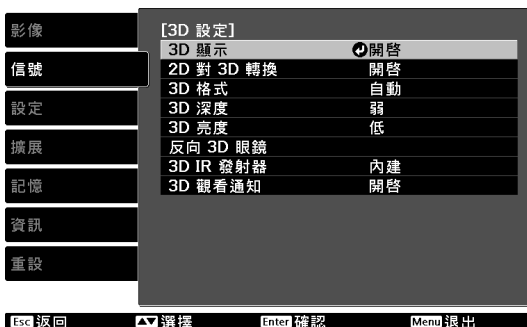 影像
信號
設定
擴展
記憶
資訊
重設
[3D 設定]
3D 顯示 開啓
2D 對 3D 轉換 開啓
3D 格式 自動
3D 深度 弱
3D 亮度 低
反向 3D 眼鏡
3D IR 發射器 內建
3D 觀看通知 開啓
Esc 返回 選擇 Enter 確認 Menu 退出